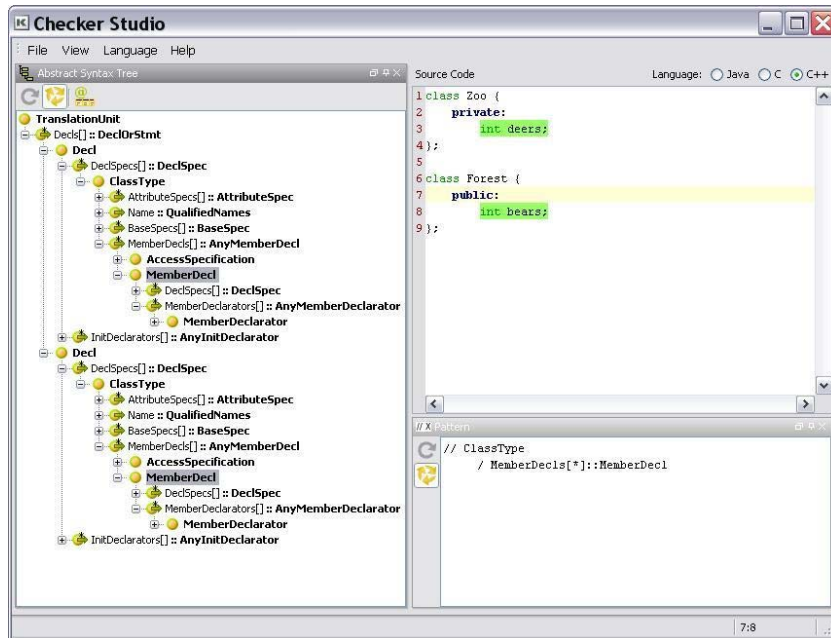 Checker Studio
File View Language Help
Abstract Syntax Tree
TranslationUnit
Decls[] :: DeclOrStmt
Decl
DeclSpecs[] :: DeclSpec
ClassType
AttributeSpecs[] :: AttributeSpec
Name :: QualifiedNames
BaseSpecs[] :: BaseSpec
MemberDecls[] :: AnyMemberDecl
AccessSpecification
MemberDecl
DeclSpecs[] :: DeclSpec
MemberDeclarators[] :: AnyMemberDeclarator
MemberDeclarator
InitDeclarators[] :: AnyInitDeclarator
Decl
DeclSpecs[] :: DeclSpec
ClassType
AttributeSpecs[] :: AttributeSpec
Name :: QualifiedNames
BaseSpecs[] :: BaseSpec
MemberDecls[] :: AnyMemberDecl
AccessSpecification
MemberDecl
DeclSpecs[] :: DeclSpec
MemberDeclarators[] :: AnyMemberDeclarator
MemberDeclarator
InitDeclarators[] :: AnyInitDeclarator
Source Code Language: Java C C++
1 class Zoo {
2 private:
3 int deers;
4 };
5
6 class Forest {
7 public:
8 int bears;
9 };
// X Pattern
// ClassType
/ MemberDecls[*]::MemberDecl
7:8